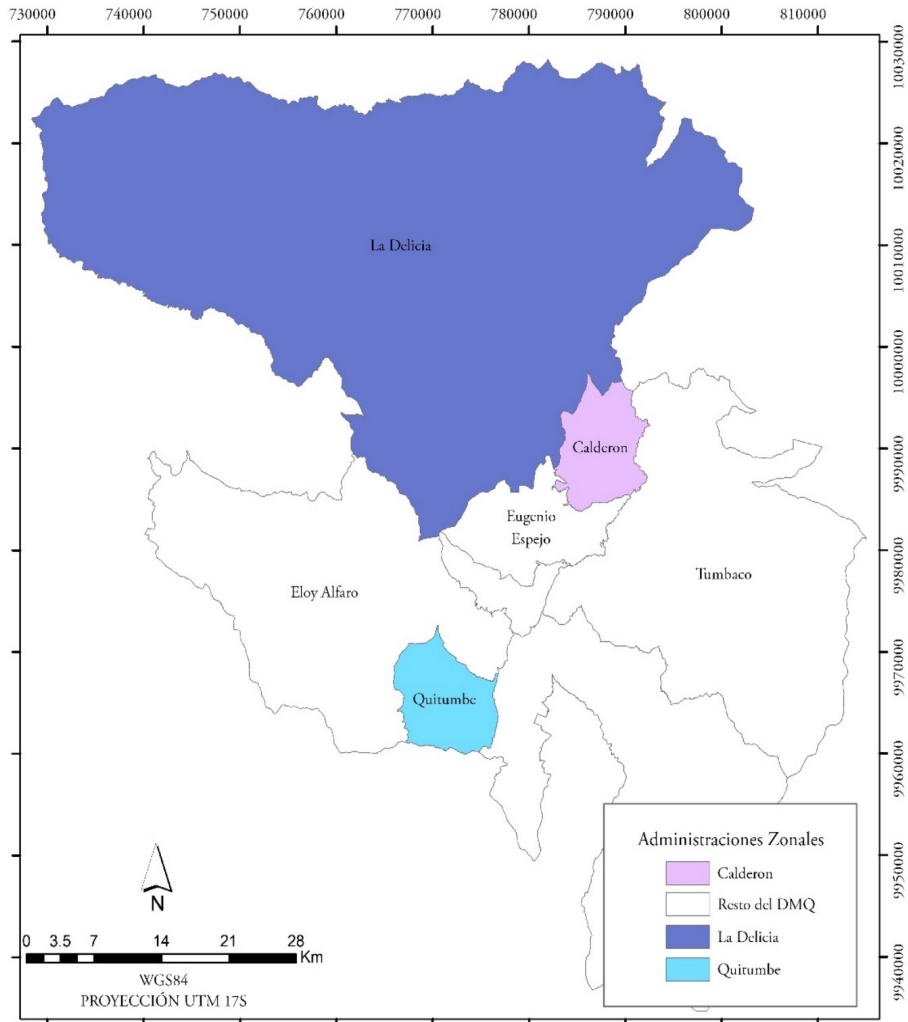 730000 740000 750000 760000 770000 780000 790000 800000 810000
10030000
10020000
10010000
10000000
9990000
9980000
9970000
9960000
9950000
9940000
La Delicia
Calderon
Eugenio
Espejo
Tumbaco
Eloy Alfaro
Quitumbe
Administraciones Zonales
Calderon
Resto del DMQ
La Delicia
Quitumbe
N
0 3.5 7 14 21 28
Km
WGS84
PROYECCIÓN UTM 17S